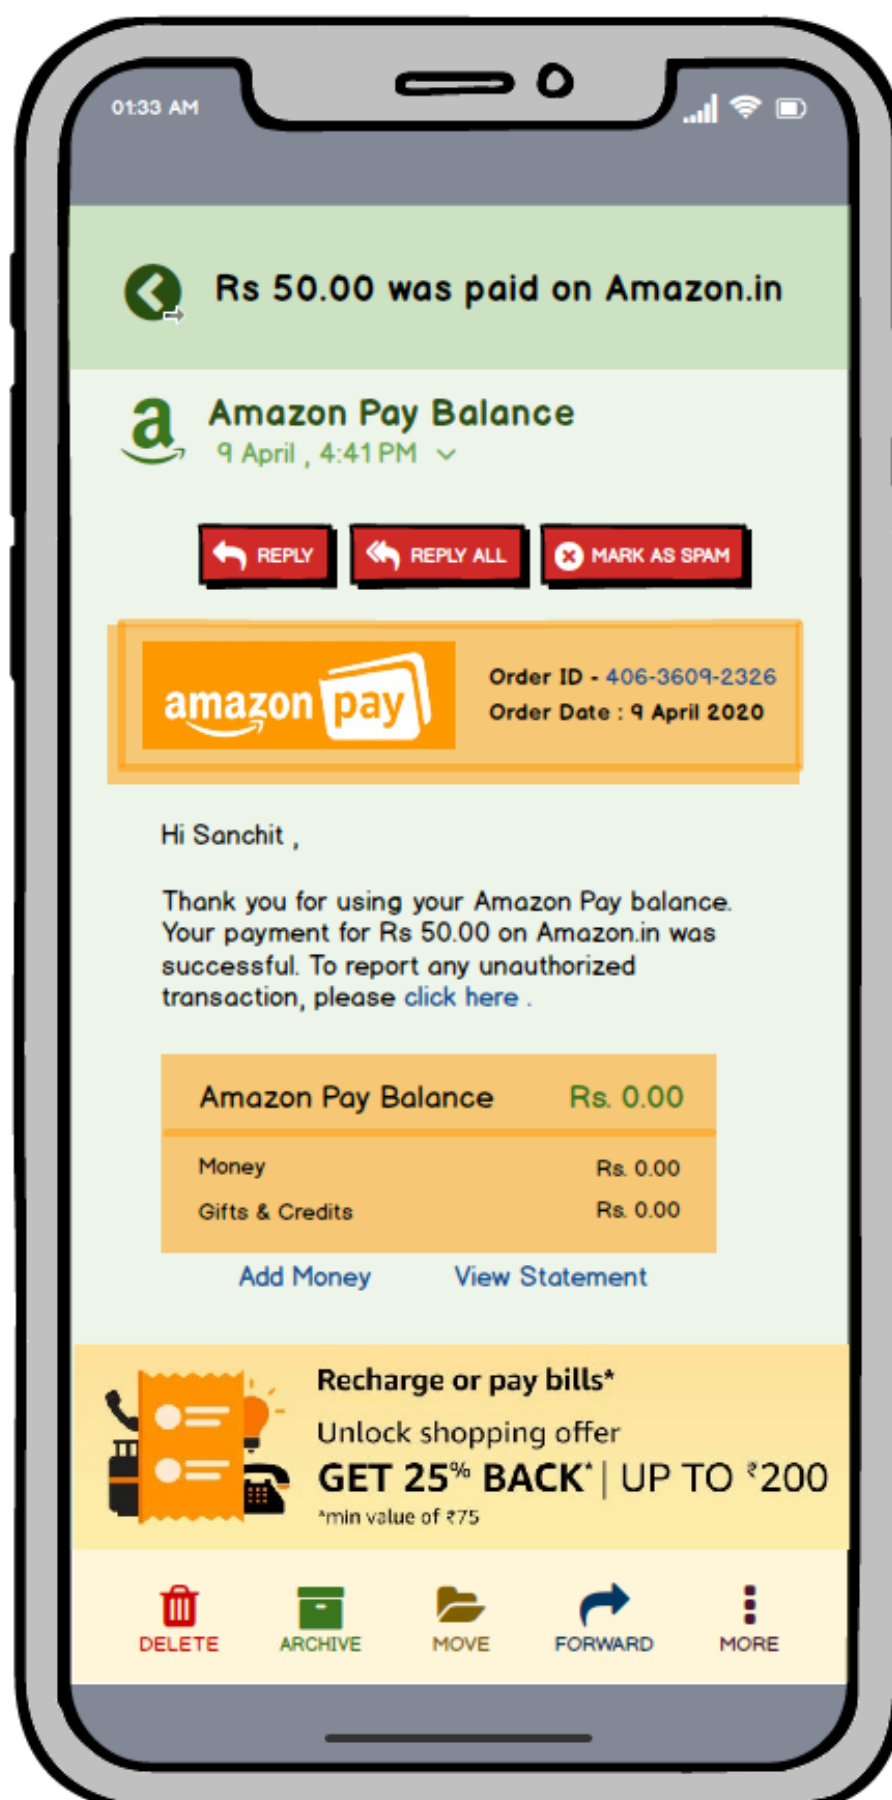 01:33 AM
Rs 50.00 was paid on Amazon.in
a
Amazon Pay Balance
9 April , 4:41 PM
REPLY
REPLY ALL
MARK AS SPAM
amazon pay
Order ID - 406-3609-2326
Order Date : 9 April 2020
Hi Sanchit ,
Thank you for using your Amazon Pay balance.
Your payment for Rs 50.00 on Amazon.in was
successful. To report any unauthorized
transaction, please click here .
Amazon Pay Balance Rs. 0.00
Money Rs. 0.00
Gifts & Credits Rs. 0.00
Add Money View Statement
Recharge or pay bills*
Unlock shopping offer
GET 25% BACK* | UP TO ₹200
*min value of ₹75
DELETE
ARCHIVE
MOVE
FORWARD
MORE